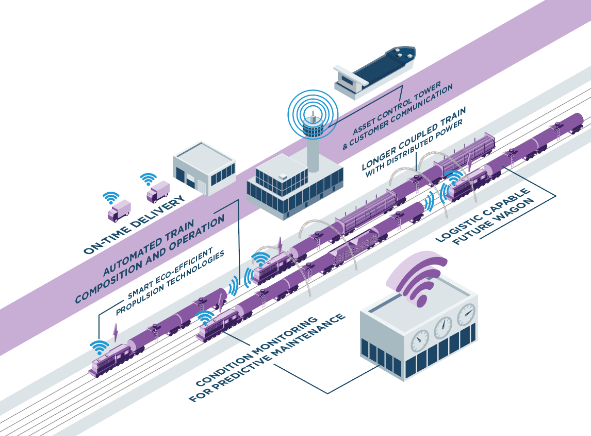 ASSET CONTROL TOWER
& CUSTOMER COMMUNICATION
LONGER COUPLED TRAIN
WITH DISTRIBUTED POWER
ON-TIME DELIVERY
AUTOMATED TRAIN
COMPOSITION AND OPERATION
SMART ECO-EFFICIENT
PROPULSION TECHNOLOGIES
LOGISTIC CAPABLE
FUTURE WAGON
CONDITION MONITORING
FOR PREDICTIVE MAINTENANCE